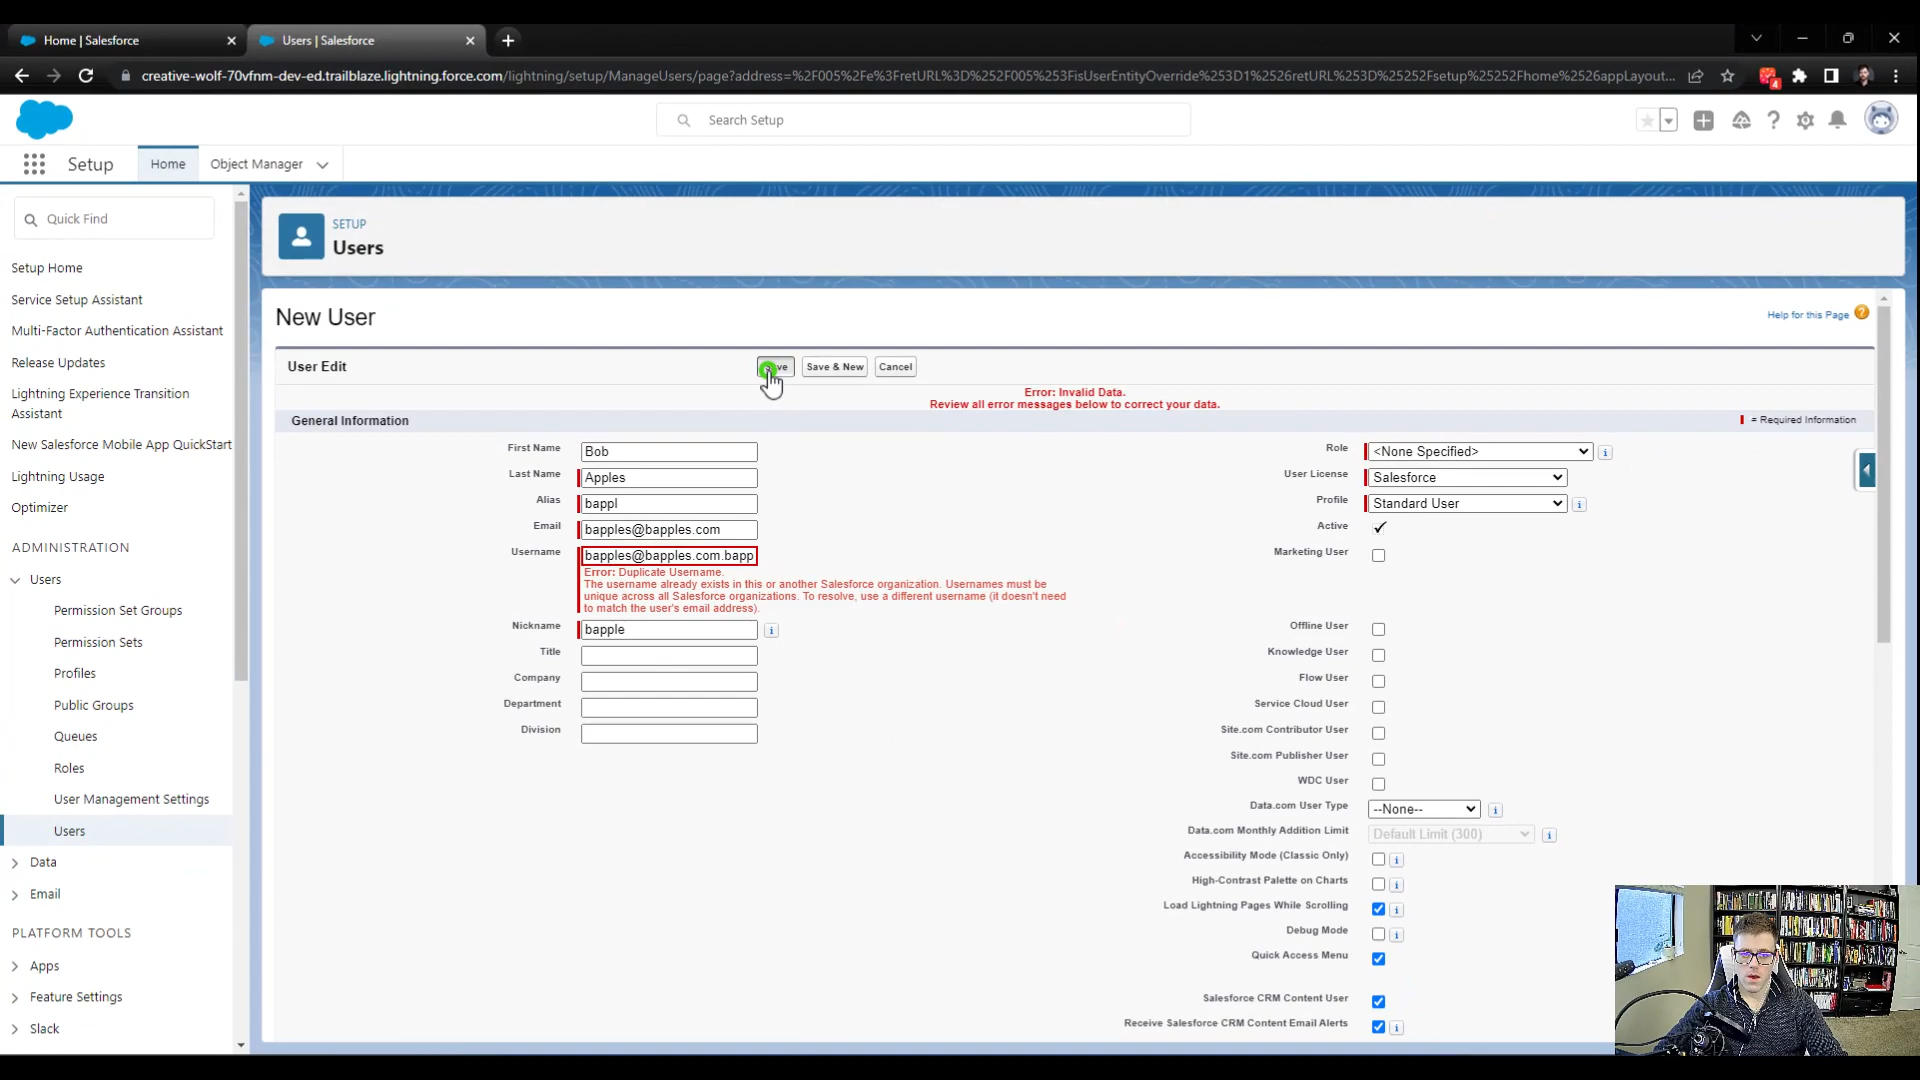 Home | Salesforce
Users | Salesforce
creative-wolf-70vfnm-dev-ed.trailblaze.lightning.force.com/lightning/setup/ManageUsers/page?address=%2F005%2Fe%3FretURL%3D%252F005%253FisUserEntityOverride%253D1%2526retURL%253D%25252Fsetup%25252Fhome%2526appLayout...
4
Search Setup
Setup
Home
Object Manager
Quick Find
Setup Home
Service Setup Assistant
Multi-Factor Authentication Assistant
Release Updates
Lightning Experience Transition
Assistant
New Salesforce Mobile App QuickStart
Lightning Usage
Optimizer
ADMINISTRATION
Users
Permission Set Groups
Permission Sets
Profiles
Public Groups
Queues
Roles
User Management Settings
Users
Data
Email
PLATFORM TOOLS
Apps
Feature Settings
Slack
SETUP
Users
New User
Help for this Page
User Edit
Save & New
Cancel
Error: Invalid Data.
Review all error messages below to correct your data.
General Information
= Required Information
First Name Bob
Last Name Apples
Alias bappl
Email bapples@bapples.com
Username bapples@bapples.com.bapp
Error: Duplicate Username.
The username already exists in this or another Salesforce organization. Usernames must be
unique across all Salesforce organizations. To resolve, use a different username (it doesn't need
to match the user's email address).
Nickname bapple
Title
Company
Department
Division
Role <None Specified>
User License Salesforce
Profile Standard User
Active
Marketing User
Offline User
Knowledge User
Flow User
Service Cloud User
Site.com Contributor User
Site.com Publisher User
WDC User
Data.com User Type --None--
Data.com Monthly Addition Limit Default Limit (300)
Accessibility Mode (Classic Only)
High-Contrast Palette on Charts
Load Lightning Pages While Scrolling
Debug Mode
Quick Access Menu
Salesforce CRM Content User
Receive Salesforce CRM Content Email Alerts